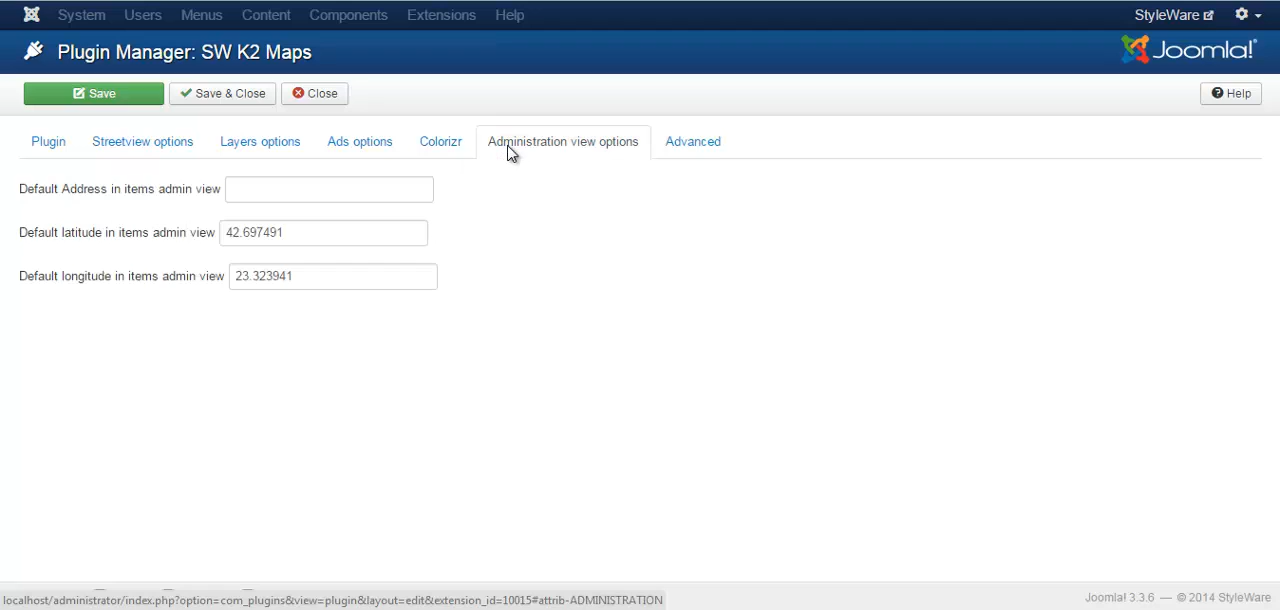 System Users Menus Content Components Extensions Help StyleWare
Plugin Manager: SW K2 Maps Joomla!®
Save Save & Close Close Help
Plugin Streetview options Layers options Ads options Colorizr Administration view options Advanced
Default Address in items admin view
Default latitude in items admin view 42.697491
Default longitude in items admin view 23.323941
localhost/administrator/index.php?option=com_plugins&view=plugin&layout=edit&extension_id=10015#attrib-ADMINISTRATION Joomla! 3.3.6 — © 2014 StyleWare